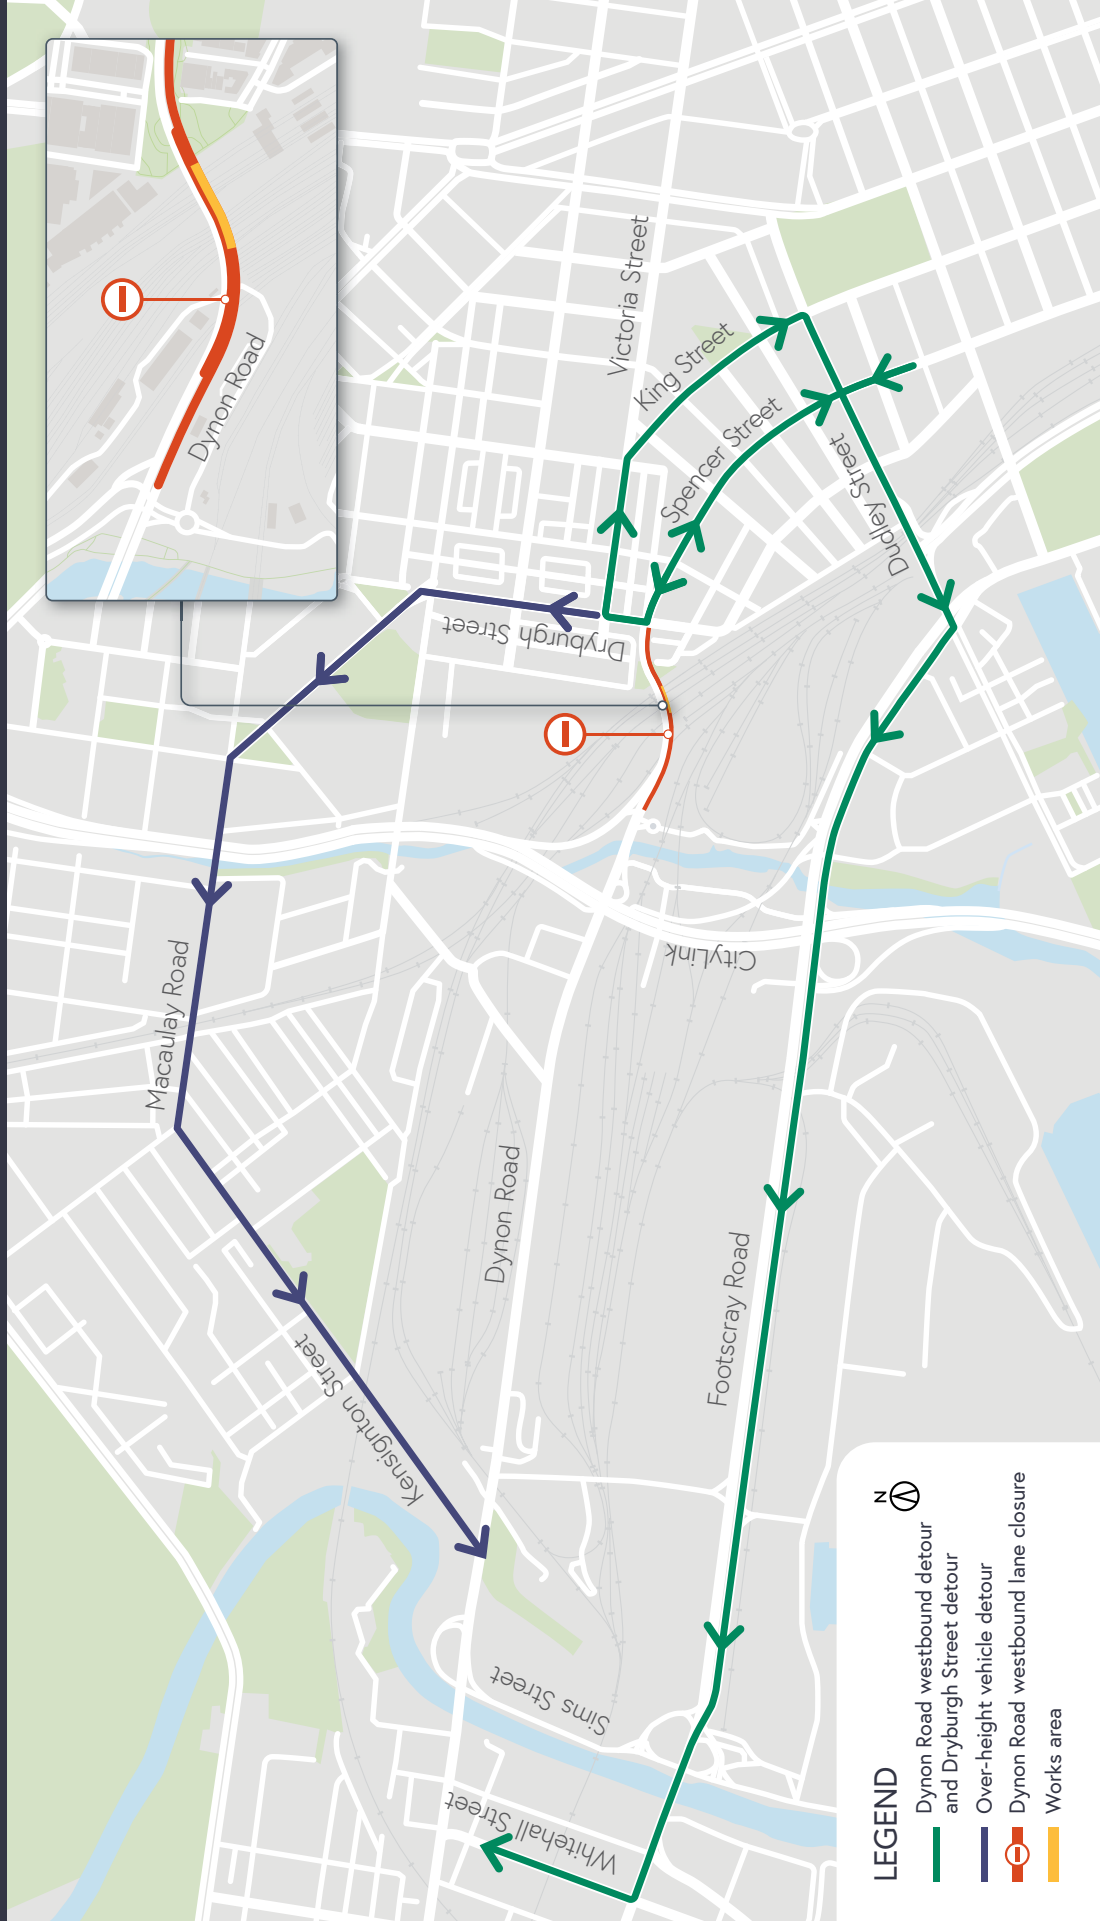 Dynon Road
Victoria Street
King Street
Spencer Street
Dudley Street
Dryburgh Street
CityLink
Macaulay Road
Dynon Road
Footscray Road
Kensignton Street
Sims Street
Whitehall Street
LEGEND
N
Dynon Road westbound detour
and Dryburgh Street detour
Over-height vehicle detour
Dynon Road westbound lane closure
Works area